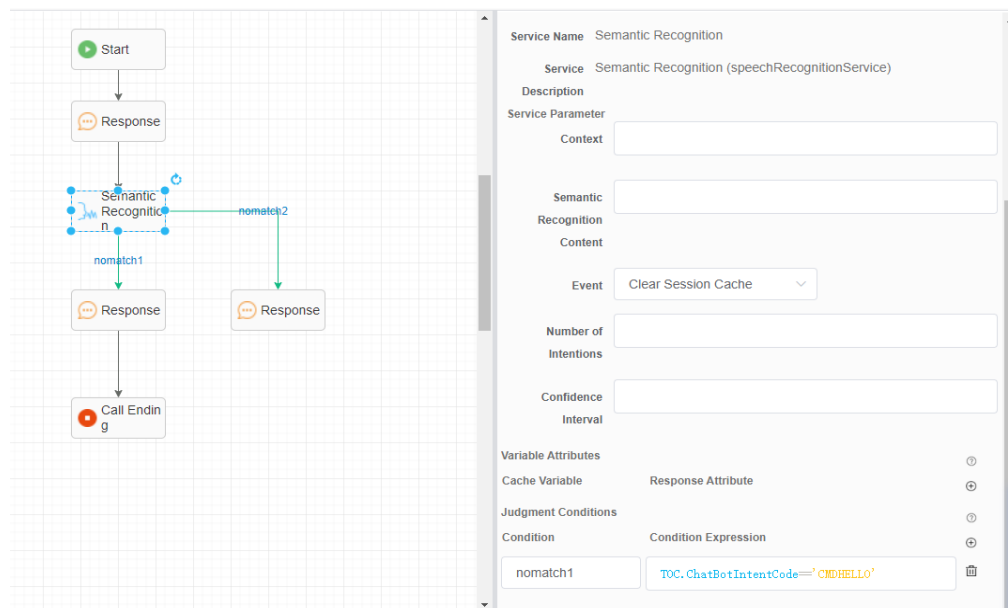 Start
Response
Semantic
Recognitio
n
nomatch2
nomatch1
Response
Response
Call Endin
g
Service Name Semantic Recognition
Service Semantic Recognition (speechRecognitionService)
Description
Service Parameter
Context
Semantic
Recognition
Content
Event Clear Session Cache
Number of
Intentions
Confidence
Interval
Variable Attributes
Cache Variable Response Attribute
Judgment Conditions
Condition Condition Expression
nomatch1 TOC.ChatBotIntentCode=='CMDHELLO'